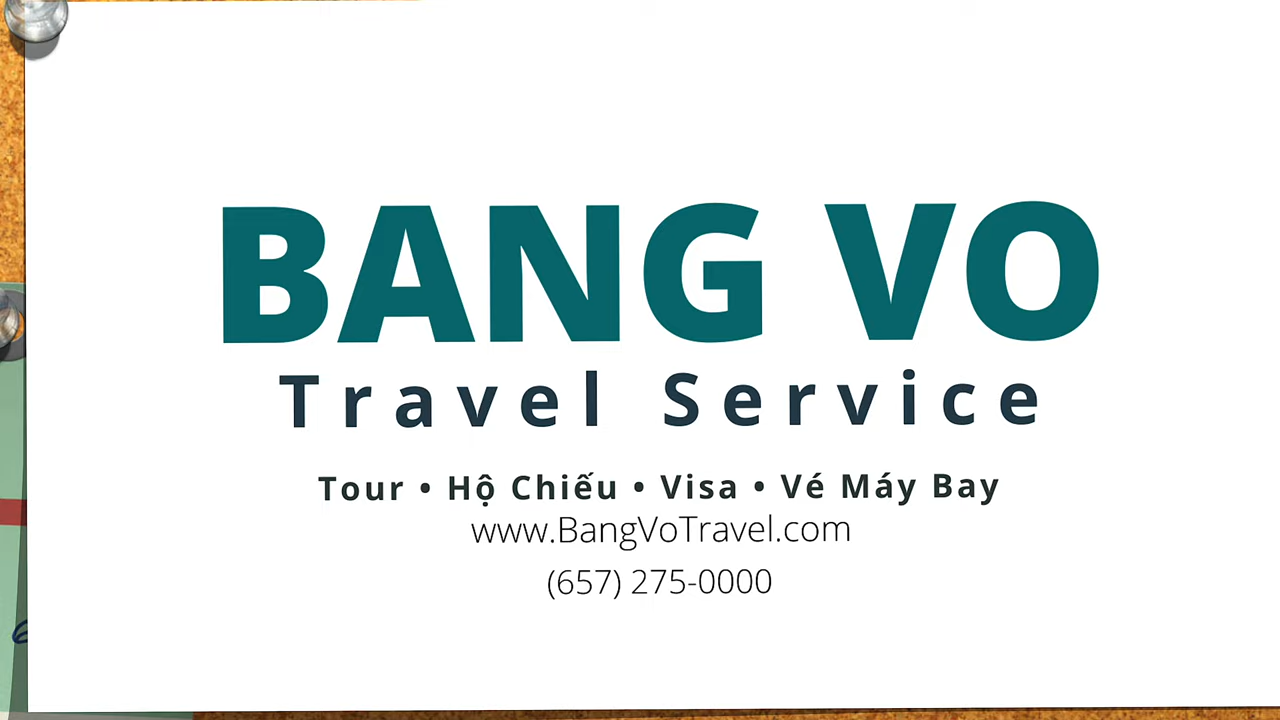 BANG VO
Travel Service
Tour • Hộ Chiếu • Visa • Vé Máy Bay
www.BangVoTravel.com
(657) 275-0000